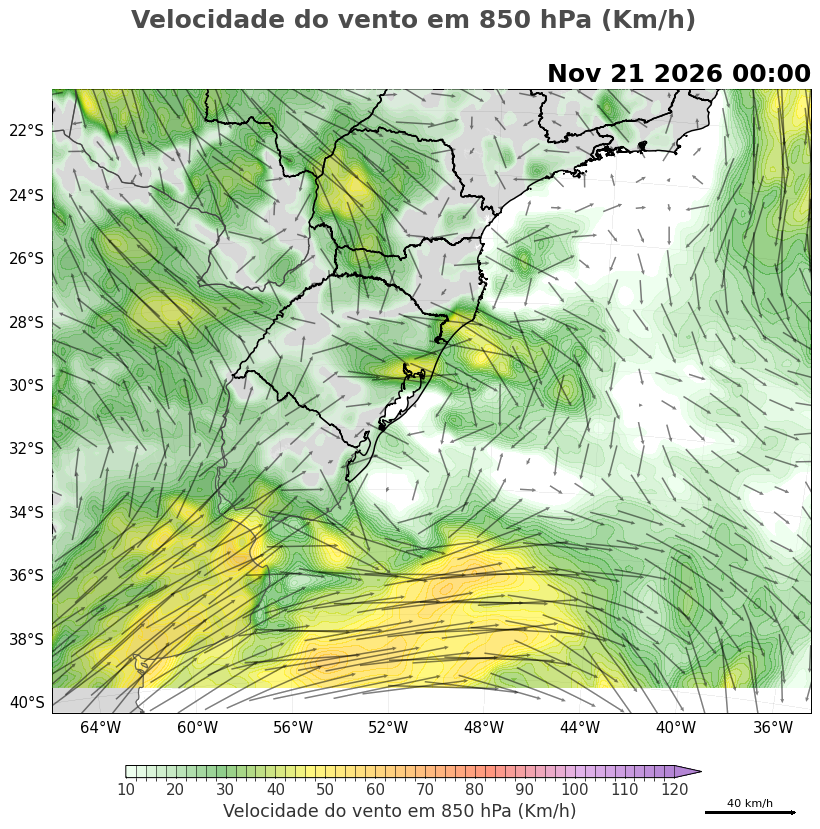 Velocidade do vento em 850 hPa (Km/h)
Nov 21 2026 00:00
22°S
24°S
26°S
28°S
30°S
32°S
34°S
36°S
38°S
40°S
64°W 60°W 56°W 52°W 48°W 44°W 40°W 36°W
10 20 30 40 50 60 70 80 90 100 110 120
Velocidade do vento em 850 hPa (Km/h)
40 km/h